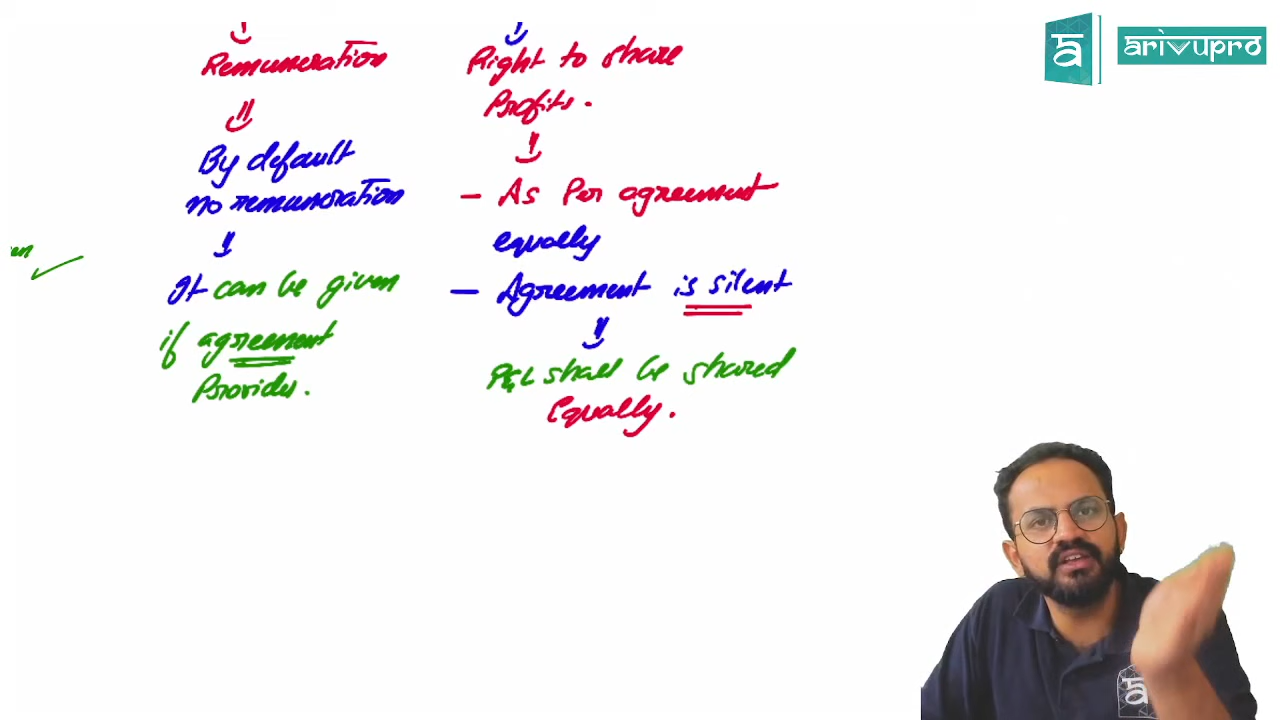 Remuneration
By default
no remuneration
It can be given
if agreement
Provides.
Right to share
Profits.
- As Per agreement
equally
- Agreement is silent
P&L shall be shared
Equally.
a arivupro